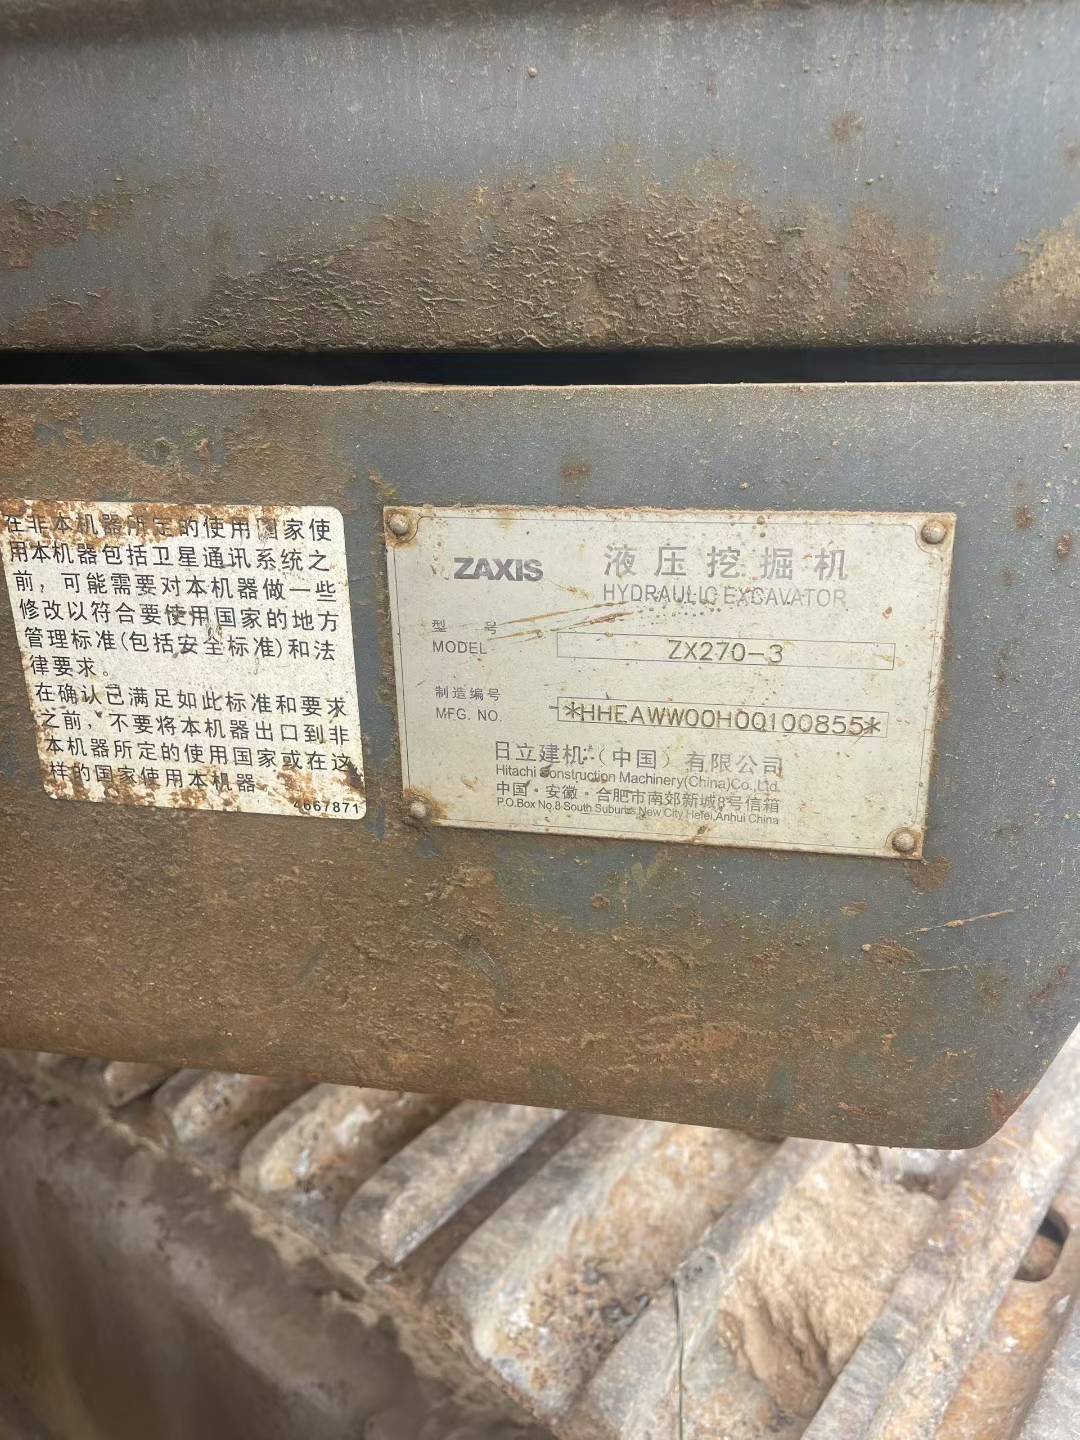 在非本机器所定的使用国家使
用本机器包括卫星通讯系统之
前，可能需要对本机器做一些
修改以符合要使用国家的地方
管理标准(包括安全标准)和法
律要求。
在确认已满足如此标准和要求
之前，不要将本机器出口到非
本机器所定的使用国家或在这
样的国家使用本机器
4667871
ZAXIS
液压挖掘机
HYDRAULIC EXCAVATOR
型 号
MODEL
ZX270-3
制造编号
MFG. NO.
*HHEAWW00H00100855*
日立建机（中国）有限公司
Hitachi Construction Machinery(China)Co.,Ltd.
中国·安徽·合肥市南郊新城8号信箱
P.O.Box No.8 South Suburbs New City Hefei,Anhui China